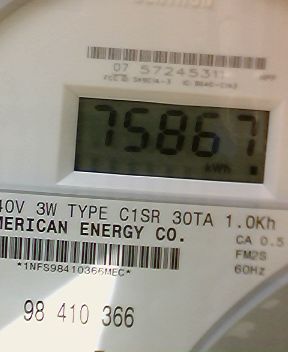 07 57245311
75867
kWh
40V 3W TYPE C1SR 30TA 1.0Kh
MERICAN ENERGY CO.
CA 0.5
FM2S
60Hz
*1NFS98410366MEC*
98 410 366